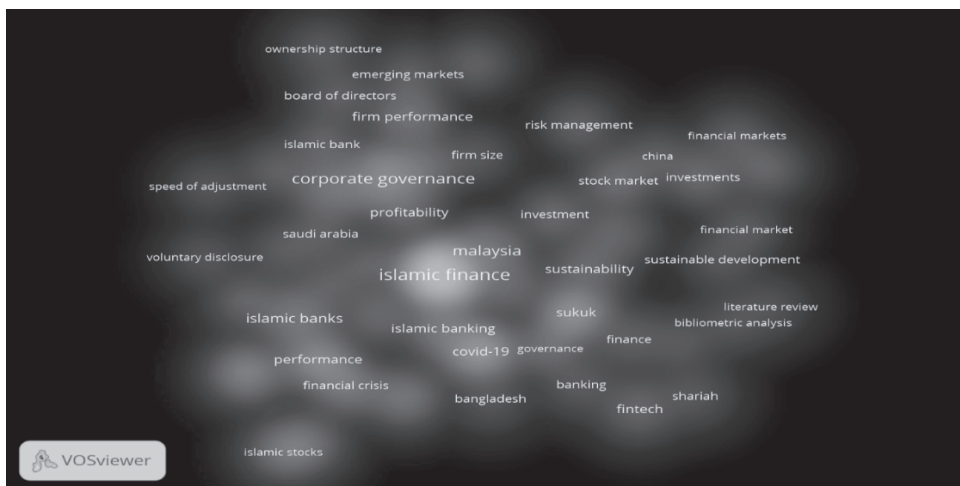 ownership structure
emerging markets
board of directors
firm performance
risk management
financial markets
islamic bank
firm size
china
corporate governance
stock market
investments
speed of adjustment
profitability
investment
saudi arabia
financial market
malaysia
voluntary disclosure
sustainable development
sustainability
islamic finance
literature review
sukuk
islamic banks
bibliometric analysis
islamic banking
finance
covid-19
governance
performance
financial crisis
banking
bangladesh
shariah
fintech
islamic stocks
VOSviewer